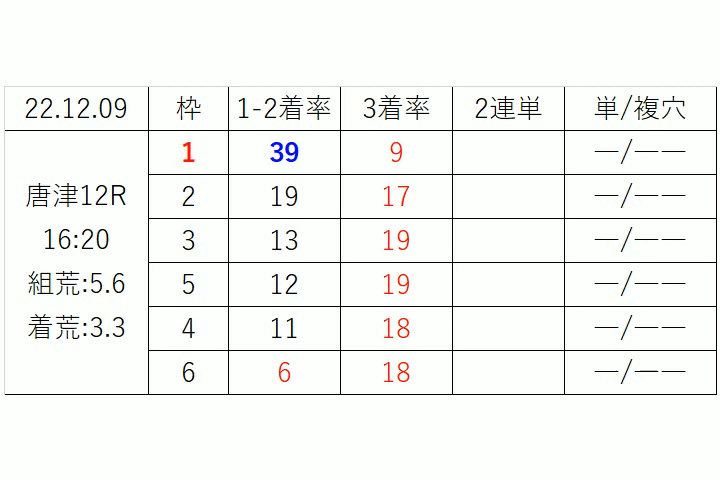 22.12.09 枠 1-2着率 3着率 2連単 単/複穴
1 39 9 ―/――
唐津12R 2 19 17 ―/――
16:20 3 13 19 ―/――
組荒:5.6 5 12 19 ―/――
着荒:3.3 4 11 18 ―/――
6 6 18 ―/――